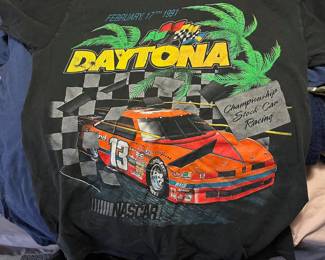 FEBRUARY, 17TH 1991
DAYTONA
Championship
Stock Car
Racing
13
NASCAR